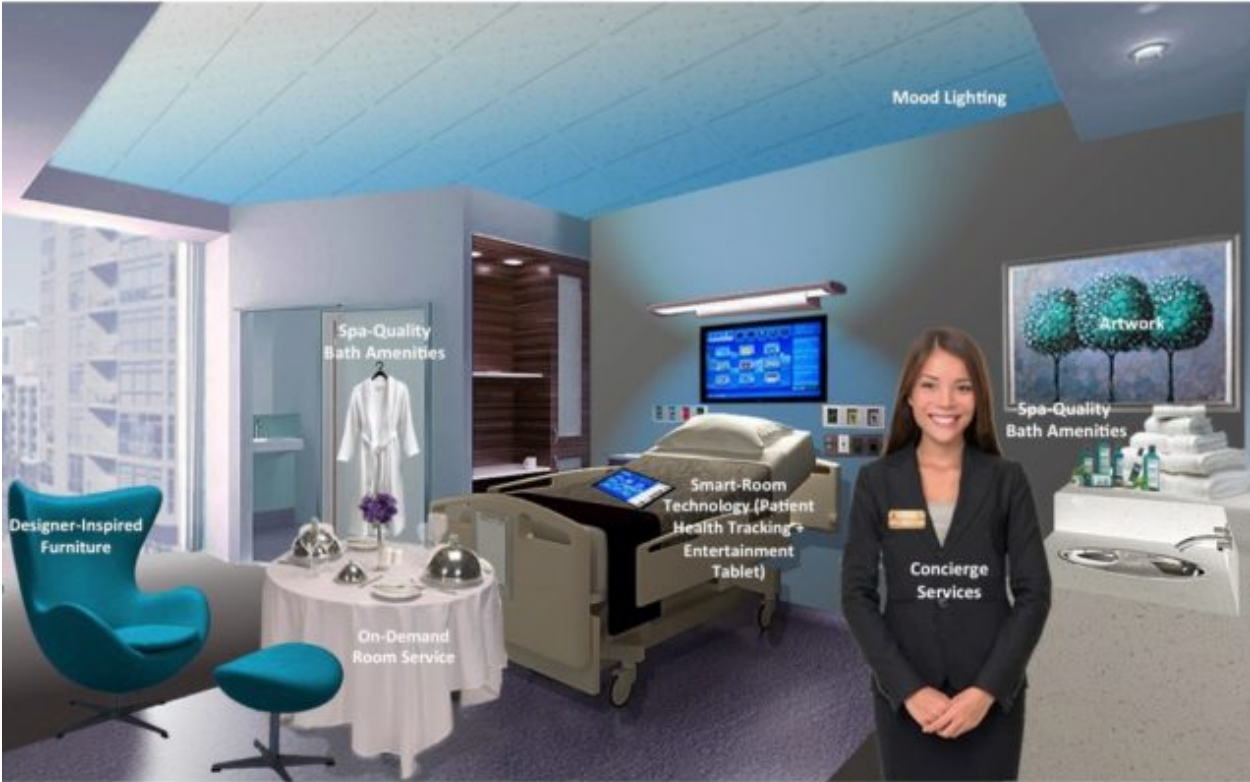 Mood Lighting
Spa-Quality
Bath Amenities
Artwork
Spa-Quality
Bath Amenities
Designer-Inspired
Furniture
Smart-Room
Technology (Patient
Health Tracking +
Entertainment
Tablet)
Concierge
Services
On-Demand
Room Service